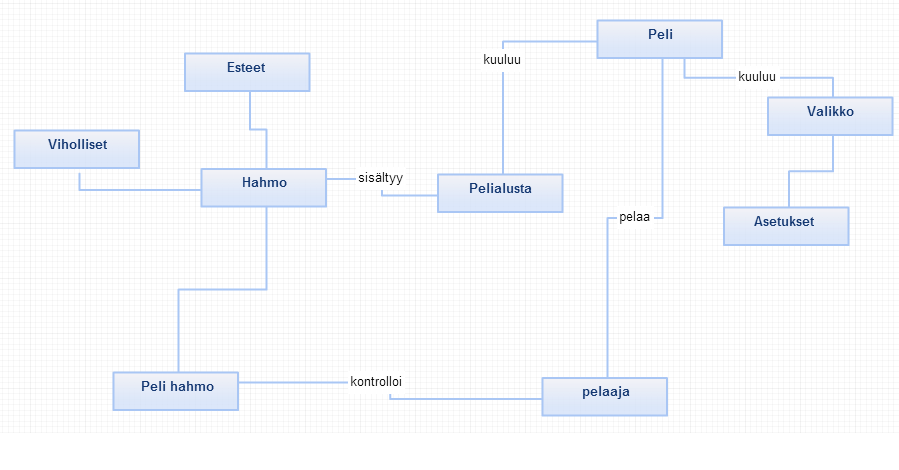 Peli
Esteet
kuuluu
kuuluu
Valikko
Viholliset
Hahmo
sisältyy
Pelialusta
pelaa
Asetukset
Peli hahmo
kontrolloi
pelaaja